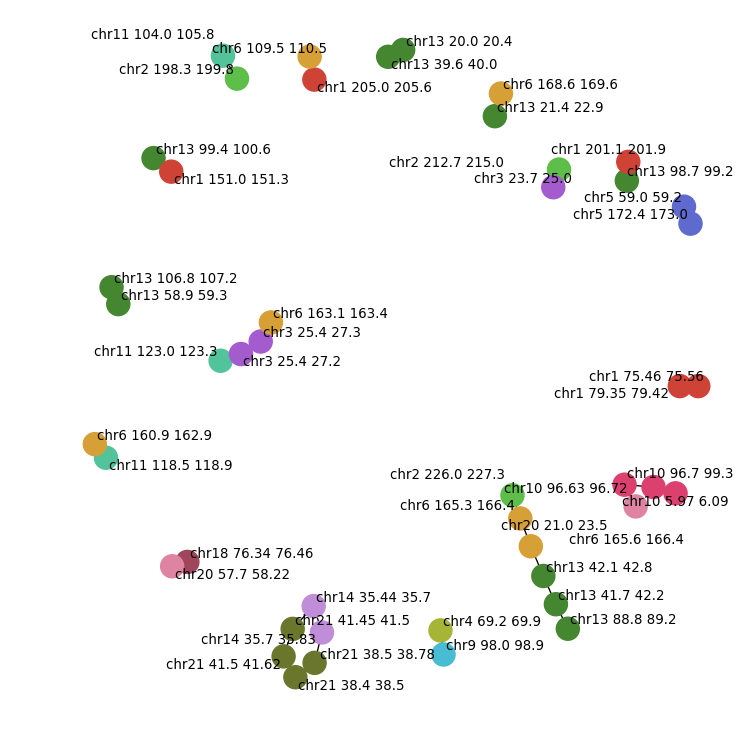 chr11 104.0 105.8
chr6 109.5 110.5
chr13 20.0 20.4
chr13 39.6 40.0
chr2 198.3 199.8
chr1 205.0 205.6
chr6 168.6 169.6
chr13 21.4 22.9
chr13 99.4 100.6
chr1 151.0 151.3
chr1 201.1 201.9
chr2 212.7 215.0
chr13 98.7 99.2
chr3 23.7 25.0
chr5 59.0 59.2
chr5 172.4 173.0
chr13 106.8 107.2
chr13 58.9 59.3
chr6 163.1 163.4
chr3 25.4 27.3
chr11 123.0 123.3
chr3 25.4 27.2
chr1 75.46 75.56
chr1 79.35 79.42
chr6 160.9 162.9
chr11 118.5 118.9
chr2 226.0 227.3
chr10 96.7 99.3
chr10 96.63 96.72
chr10 5.97 6.09
chr6 165.3 166.4
chr20 21.0 23.5
chr6 165.6 166.4
chr18 76.34 76.46
chr20 57.7 58.22
chr13 42.1 42.8
chr13 41.7 42.2
chr13 88.8 89.2
chr14 35.44 35.7
chr21 41.45 41.5
chr14 35.7 35.83
chr21 41.5 41.62
chr21 38.5 38.78
chr21 38.4 38.5
chr4 69.2 69.9
chr9 98.0 98.9